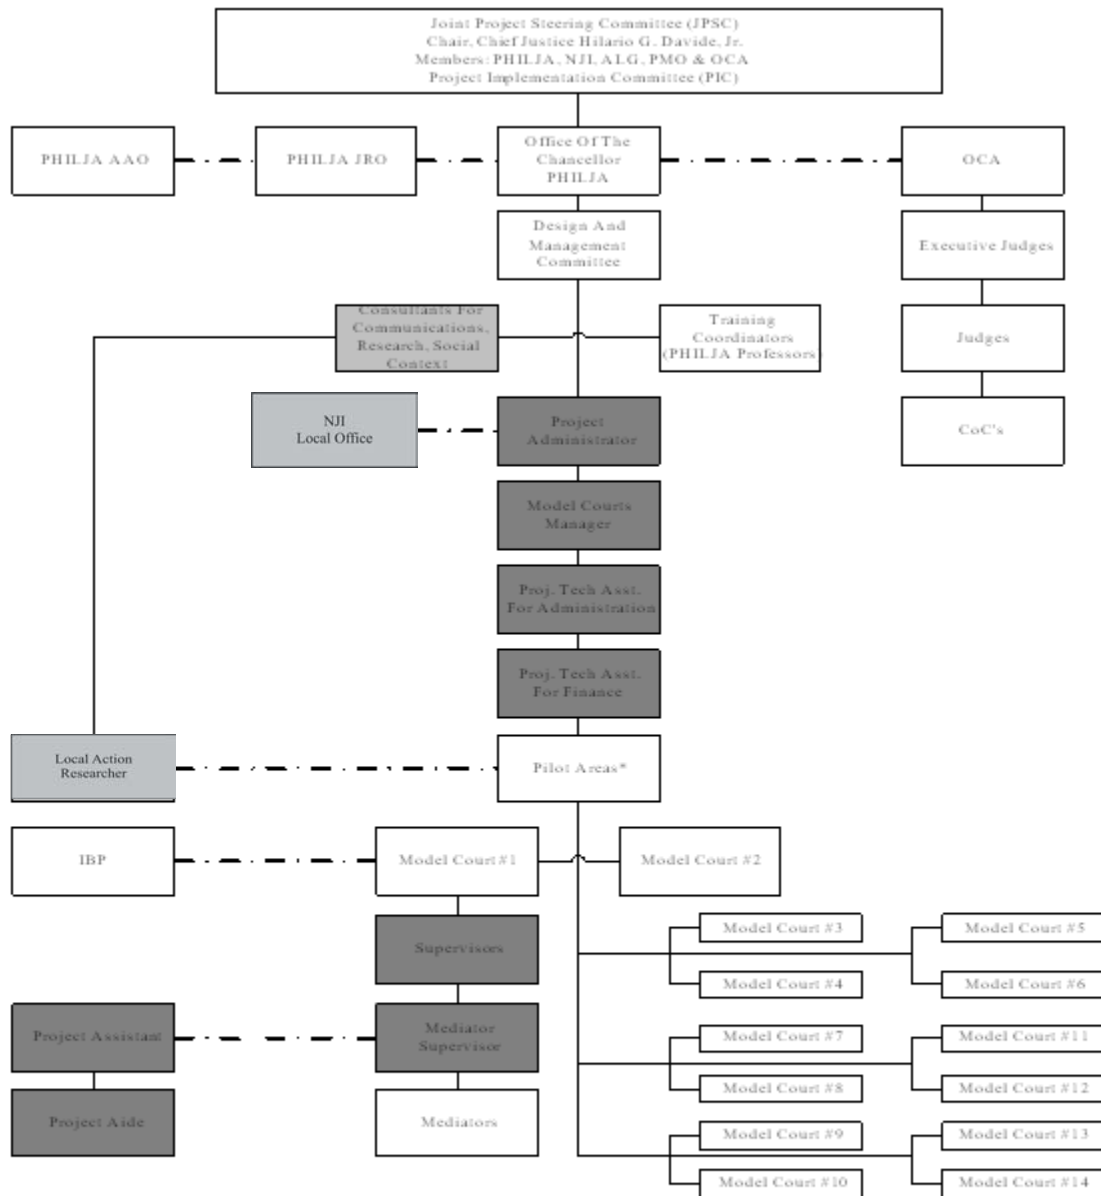 Joint Project Steering Committee (JPSC)
Chair, Chief Justice Hilario G. Davide, Jr.
Members: PHILJA, NJI, ALG, PMO & OCA
Project Implementation Committee (PIC)
PHILJA AAO
PHILJA JRO
Office Of The
Chancellor
PHILJA
OCA
Design And
Management
Committee
Executive Judges
Consultants For
Communications,
Research, Social
Context
Training
Coordinators
(PHILJA Professors)
Judges
NJI
Local Office
Project
Administrator
CoC's
Model Courts
Manager
Proj. Tech Asst.
For Administration
Proj. Tech Asst.
For Finance
Local Action
Researcher
Pilot Areas*
IBP
Model Court #1
Model Court #2
Supervisors
Model Court #3
Model Court #5
Model Court #4
Model Court #6
Project Assistant
Mediator
Supervisor
Model Court #7
Model Court #11
Model Court #8
Model Court #12
Project Aide
Mediators
Model Court #9
Model Court #13
Model Court #10
Model Court #14